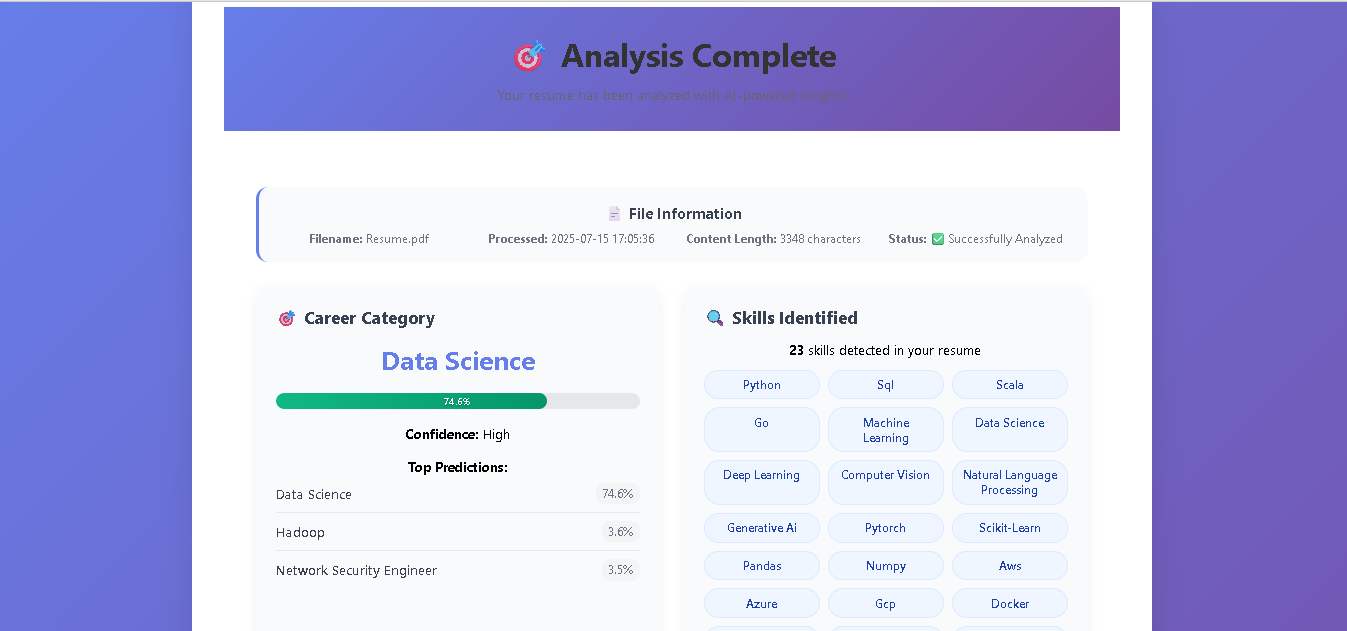 Analysis Complete
Your resume has been analyzed with AI-powered insights
File Information
Filename: Resume.pdf Processed: 2025-07-15 17:05:36 Content Length: 3348 characters Status: ✅ Successfully Analyzed
Career Category
Data Science
74.6%
Confidence: High
Top Predictions:
Data Science 74.6%
Hadoop 3.6%
Network Security Engineer 3.5%
Skills Identified
23 skills detected in your resume
Python Sql Scala
Go Machine Learning Data Science
Deep Learning Computer Vision Natural Language Processing
Generative Ai Pytorch Scikit-Learn
Pandas Numpy Aws
Azure Gcp Docker